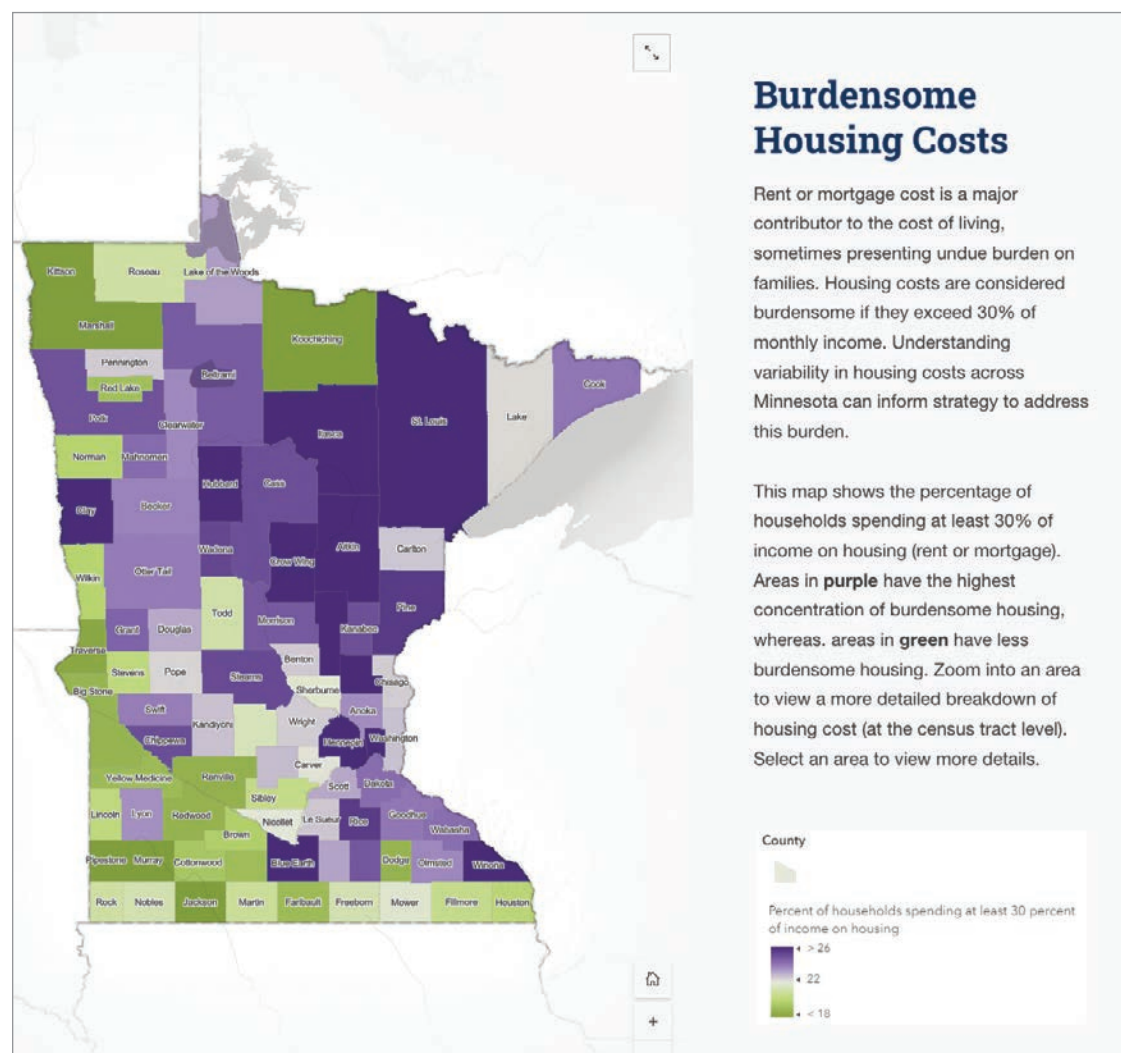 Burdensome
Housing Costs
Rent or mortgage cost is a major
contributor to the cost of living,
sometimes presenting undue burden on
families. Housing costs are considered
burdensome if they exceed 30% of
monthly income. Understanding
variability in housing costs across
Minnesota can inform strategy to address
this burden.
This map shows the percentage of
households spending at least 30% of
income on housing (rent or mortgage).
Areas in purple have the highest
concentration of burdensome housing,
whereas. areas in green have less
burdensome housing. Zoom into an area
to view a more detailed breakdown of
housing cost (at the census tract level).
Select an area to view more details.
County
Percent of households spending at least 30 percent
of income on housing
> 26
22
< 18
Kittson
Roseau
Lake of the Woods
Marshall
Koochiching
Pennington
Beltrami
Red Lake
Cook
Polk
Clearwater
Itasca
St. Louis
Lake
Norman
Mahnomen
Hubbard
Cass
Clay
Becker
Wadena
Crow Wing
Aitkin
Carlton
Wilkin
Otter Tail
Todd
Morrison
Kanabec
Pine
Grant
Douglas
Traverse
Stevens
Pope
Stearns
Benton
Sherburne
Chisago
Big Stone
Swift
Kandiyohi
Wright
Anoka
Chippewa
Hennepin
Washington
Yellow Medicine
Renville
Carver
Scott
Dakota
Sibley
Lincoln
Lyon
Redwood
Nicollet
Le Sueur
Rice
Goodhue
Wabasha
Brown
Pipestone
Murray
Cottonwood
Blue Earth
Dodge
Olmsted
Winona
Rock
Nobles
Jackson
Martin
Faribault
Freeborn
Mower
Fillmore
Houston
+